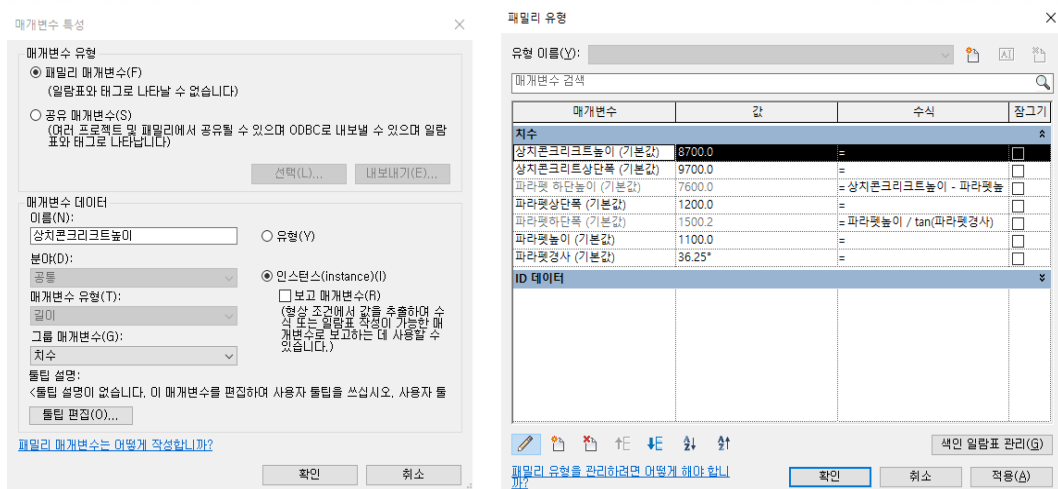 매개변수 특성
매개변수 유형
패밀리 매개변수(F)
(일람표와 태그로 나타날 수 없습니다)
공유 매개변수(S)
(여러 프로젝트 및 패밀리에서 공유될 수 있으며 ODBC로 내보낼 수 있으며 일람
표와 태그로 나타납니다)
선택(L)...
내보내기(E)...
매개변수 데이터
이름(N):
상치콘크리크트높이
유형(Y)
분야(D):
공통
인스턴스(instance)(I)
매개변수 유형(T):
보고 매개변수(R)
길이
(형상 조건에서 값을 추출하여 수
식 또는 일람표 작성이 가능한 매
개변수로 보고하는 데 사용할 수
있습니다.)
그룹 매개변수(G):
치수
툴팁 설명:
<툴팁 설명이 없습니다. 이 매개변수를 편집하여 사용자 툴팁을 쓰십시오. 사용자 툴
툴팁 편집(O)...
패밀리 매개변수는 어떻게 작성합니까?
확인
취소
패밀리 유형
유형 이름(Y):
매개변수 검색
매개변수 값 수식 잠그기
치수
상치콘크리크트높이 (기본값) 8700.0 =
상치콘크리크트상단폭 (기본값) 9700.0 =
파라펫 하단높이 (기본값) 7600.0 = 상치콘크리크트높이 - 파라펫높
파라펫상단폭 (기본값) 1200.0 =
파라펫하단폭 (기본값) 1500.2 = 파라펫높이 / tan(파라펫경사)
파라펫높이 (기본값) 1100.0 =
파라펫경사 (기본값) 36.25° =
ID 데이터
색인 일람표 관리(G)
패밀리 유형을 관리하려면 어떻게 해야 합니
까?
확인
취소
적용(A)